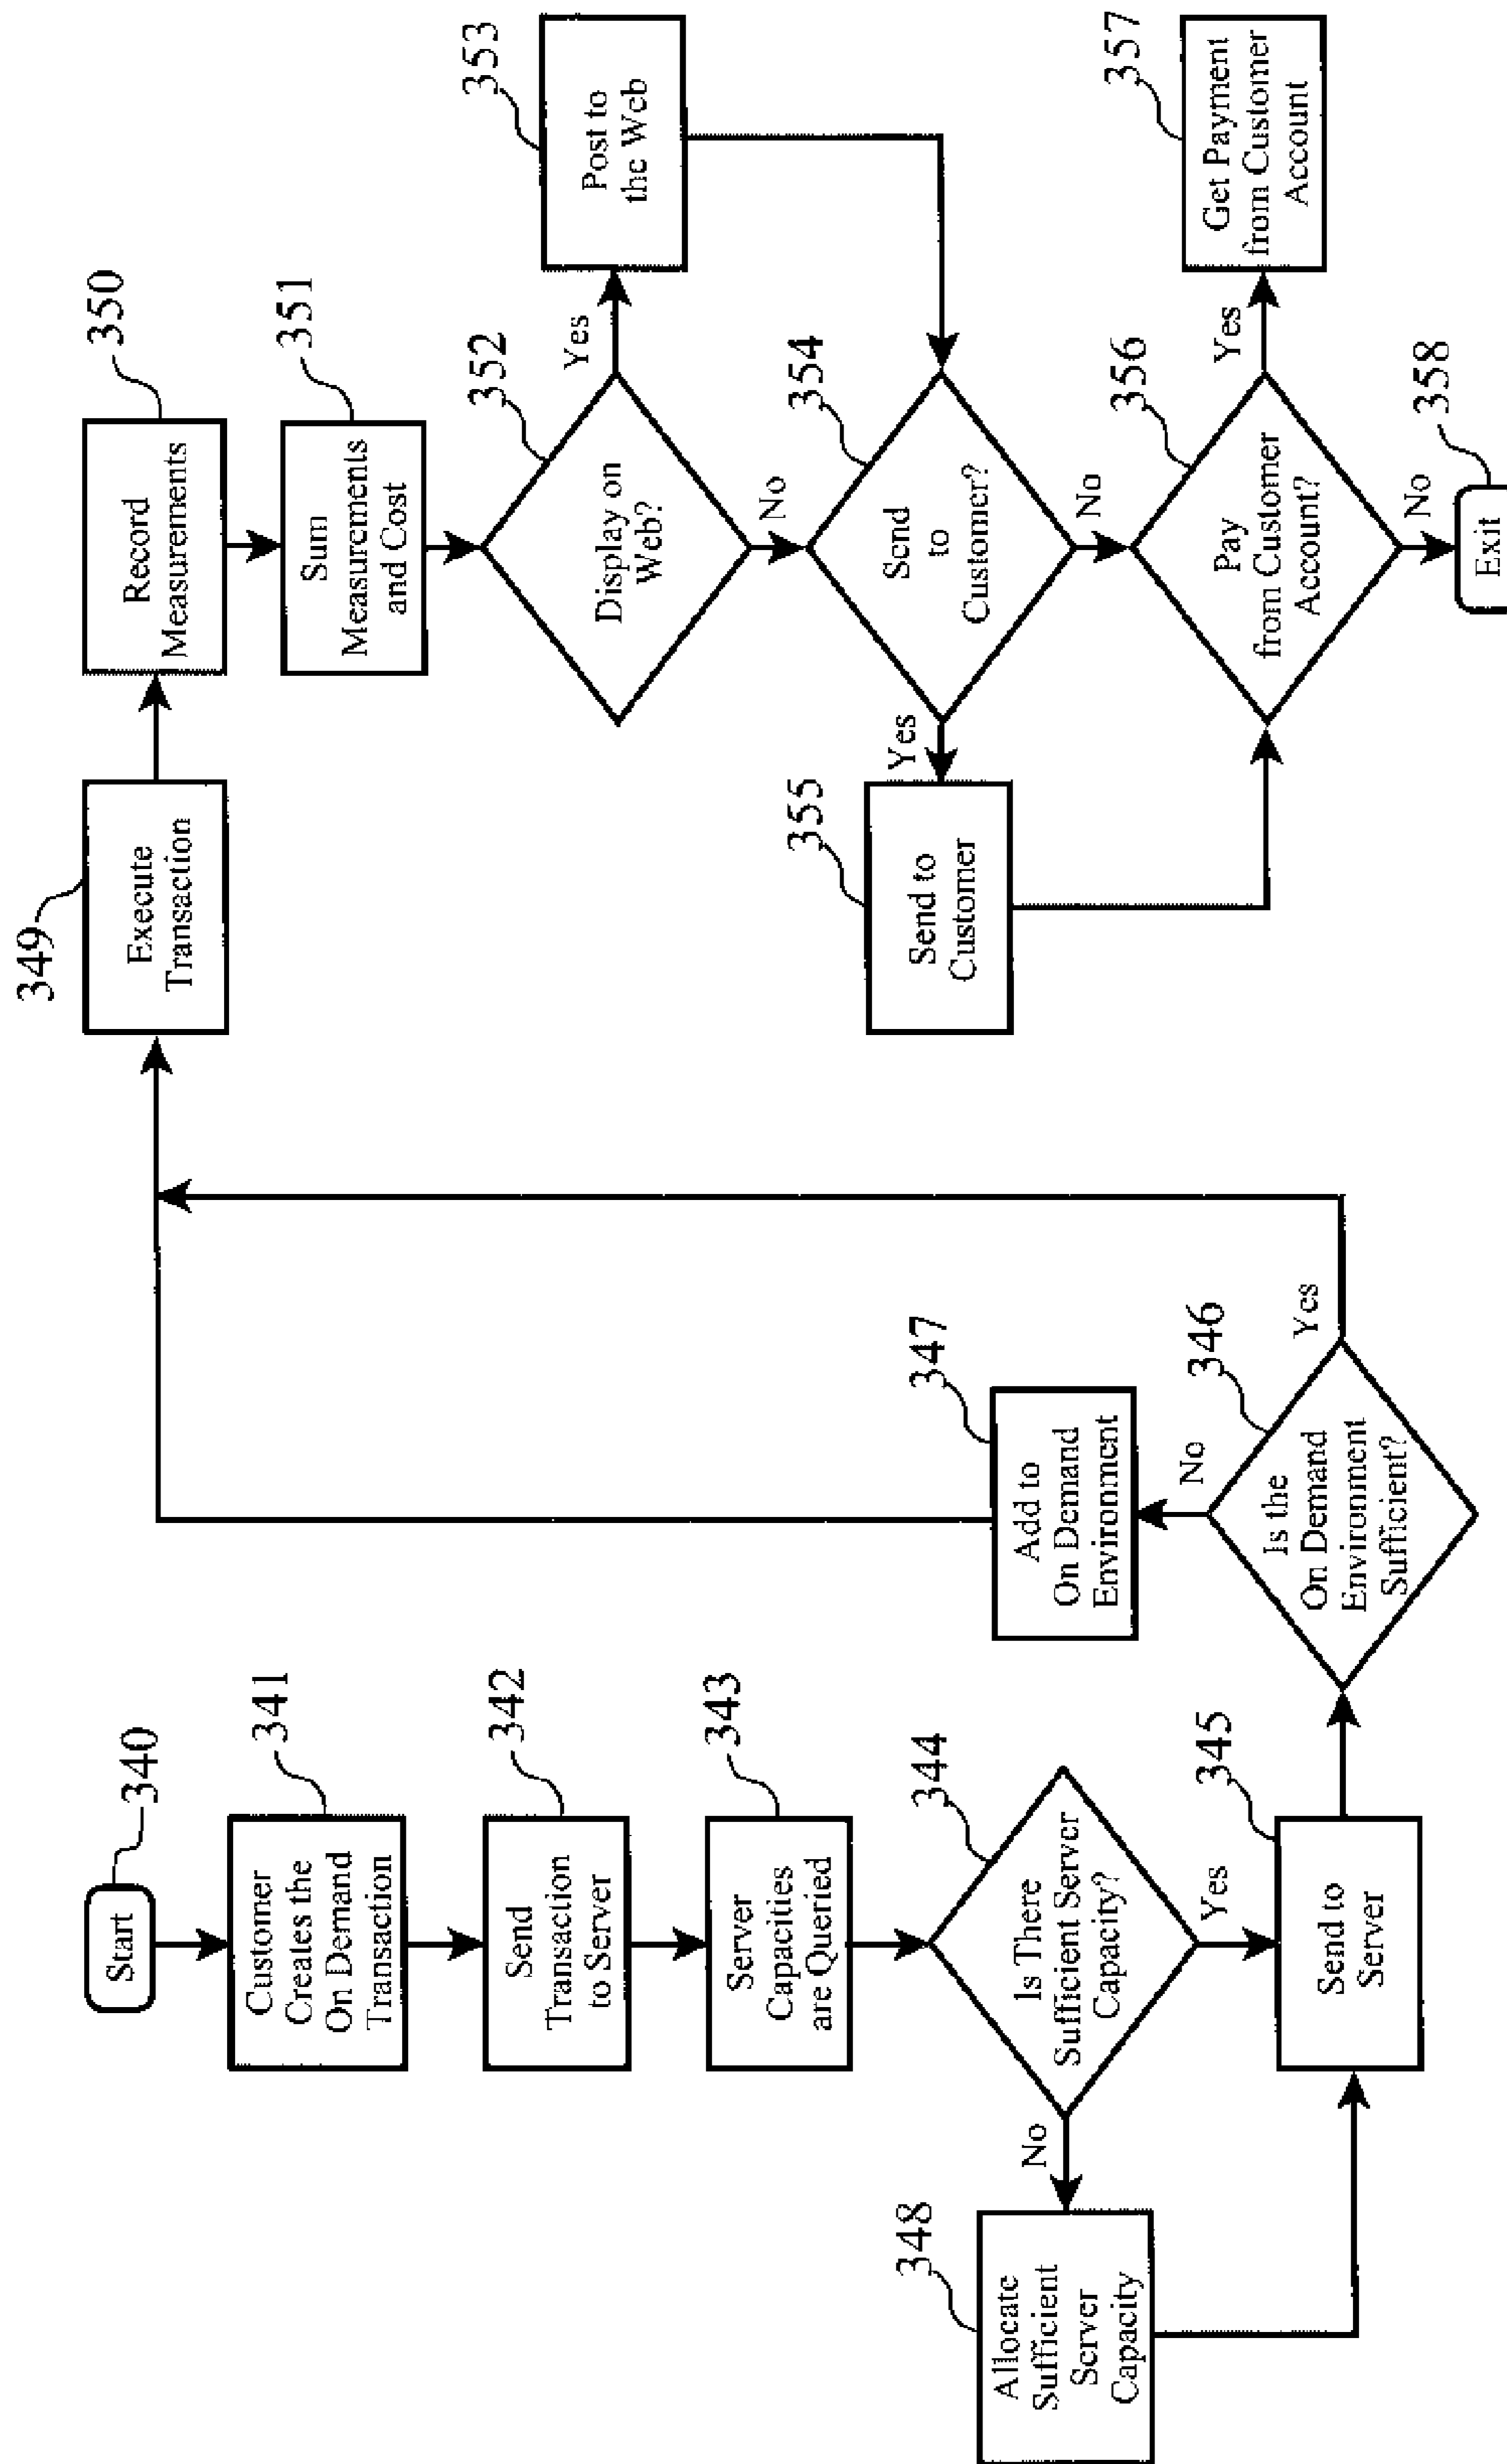 340
Start
341
Customer
Creates the
On Demand
Transaction
342
Send
Transaction
to Server
343
Server
Capacities
are Queried
344
Is There
Sufficient Server
Capacity?
No
Yes
348
Allocate
Sufficient
Server
Capacity
345
Send to
Server
346
Is the
On Demand
Environment
Sufficient?
No
Yes
347
Add to
On Demand
Environment
349
Execute
Transaction
350
Record
Measurements
351
Sum
Measurements
and Cost
352
Display on
Web?
Yes
No
353
Post to
the Web
354
Send
to
Customer?
Yes
No
355
Send to
Customer
356
Pay
from Customer
Account?
Yes
No
357
Get Payment
from Customer
Account
358
Exit